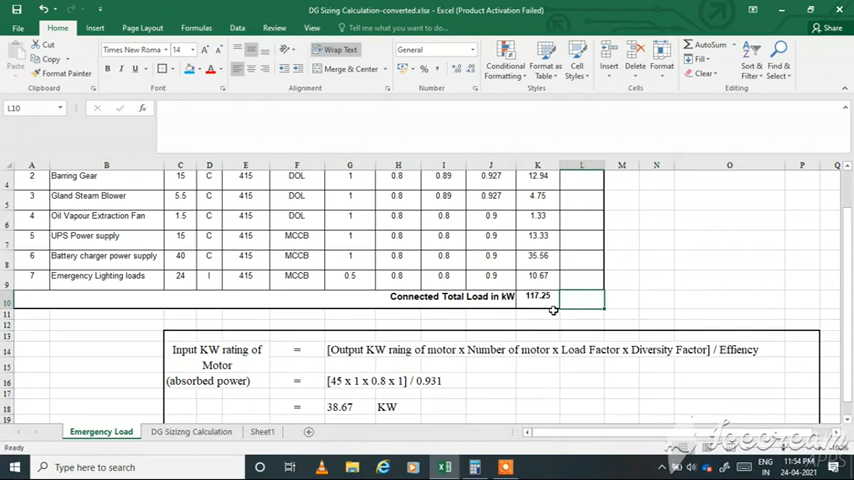 DG Sizing Calculation-converted.xlsx - Excel (Product Activation Failed)
File Home Insert Page Layout Formulas Data Review View Tell me what you want to do... Share
Cut
Copy
Format Painter
Paste
Clipboard
Times New Roma 14 A A
B I U A
Font
Wrap Text
Merge & Center
Alignment
General
% ,
Number
Conditional Formatting
Format as Table
Cell Styles
Styles
Insert Delete Format
Cells
AutoSum
Fill
Clear
Sort & Filter
Find & Select
Editing
L10 fx
A B C D E F G H I J K L M N O P Q
4 2 Barring Gear 15 C 415 DOL 1 0.8 0.89 0.927 12.94
5 3 Gland Steam Blower 5.5 C 415 DOL 1 0.8 0.89 0.927 4.75
6 4 Oil Vapour Extraction Fan 1.5 C 415 DOL 1 0.8 0.8 0.9 1.33
7 5 UPS Power supply 15 C 415 MCCB 1 0.8 0.8 0.9 13.33
8 6 Battery charger power supply 40 C 415 MCCB 1 0.8 0.8 0.9 35.56
9 7 Emergency Lighting loads 24 I 415 MCCB 0.5 0.8 0.8 0.9 10.67
10 Connected Total Load in kW 117.25
11
12
13
14 Input KW rating of Motor = [Output KW raing of motor x Number of motor x Load Factor x Diversity Factor] / Effiency
15
16 (absorbed power) = [45 x 1 x 0.8 x 1] / 0.931
18 = 38.67 KW
19
Emergency Load DG Sizizng Calculation Sheet1
Ready
icecream
APPS
Type here to search
ENG
IN
11:54 PM
24-04-2021